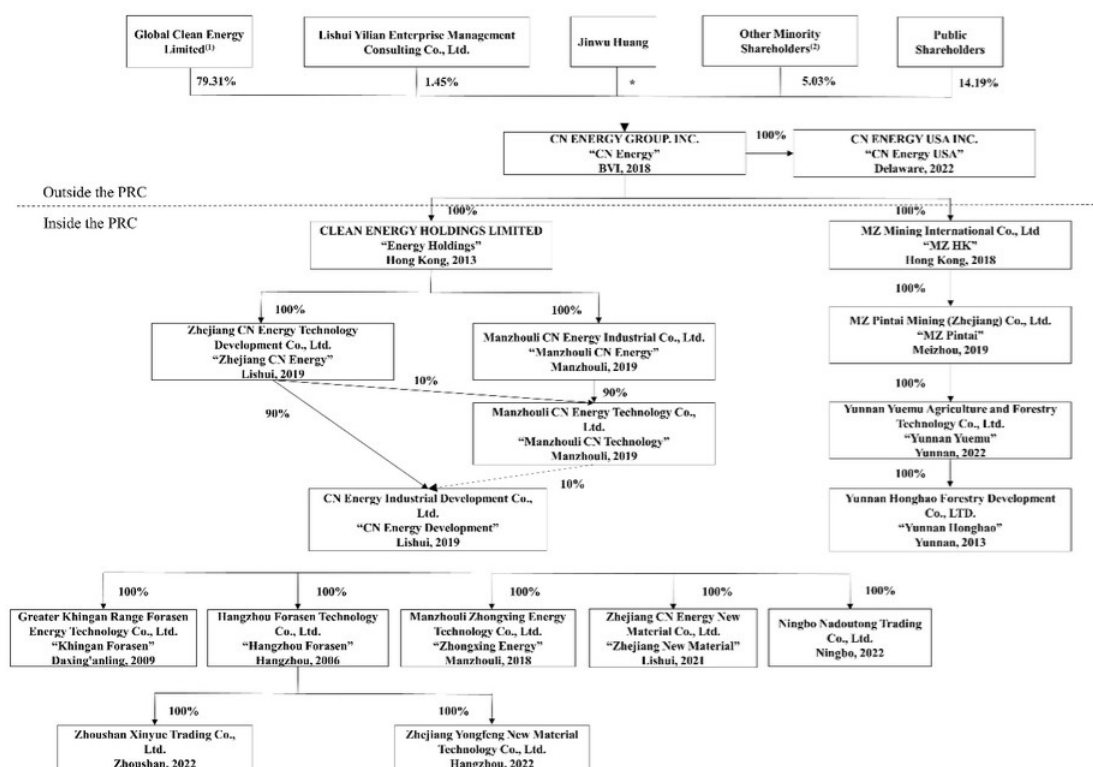 Global Clean Energy
Limited(1)
Lishui Yilian Enterprise Management
Consulting Co., Ltd.
Jinwu Huang
Other Minority
Shareholders(2)
Public
Shareholders
79.31%
1.45%
*
5.03%
14.19%
CN ENERGY GROUP. INC.
“CN Energy”
BVI, 2018
100%
CN ENERGY USA INC.
“CN Energy USA”
Delaware, 2022
Outside the PRC
Inside the PRC
100%
100%
CLEAN ENERGY HOLDINGS LIMITED
“Energy Holdings”
Hong Kong, 2013
MZ Mining International Co., Ltd
“MZ HK”
Hong Kong, 2018
100%
100%
100%
Zhejiang CN Energy Technology
Development Co., Ltd.
“Zhejiang CN Energy”
Lishui, 2019
Manzhouli CN Energy Industrial Co., Ltd.
“Manzhouli CN Energy”
Manzhouli, 2019
MZ Pintai Mining (Zhejiang) Co., Ltd.
“MZ Pintai”
Meizhou, 2019
10%
90%
90%
100%
Manzhouli CN Energy Technology Co.,
Ltd.
“Manzhouli CN Technology”
Manzhouli, 2019
Yunnan Yuemu Agriculture and Forestry
Technology Co., Ltd.
“Yunnan Yuemu”
Yunnan, 2022
10%
100%
CN Energy Industrial Development Co.,
Ltd.
“CN Energy Development”
Lishui, 2019
Yunnan Honghao Forestry Development
Co., LTD.
“Yunnan Honghao”
Yunnan, 2013
100%
100%
100%
100%
100%
Greater Khingan Range Forasen
Energy Technology Co., Ltd.
“Khingan Forasen”
Daxing'anling, 2009
Hangzhou Forasen Technology
Co., Ltd.
“Hangzhou Forasen”
Hangzhou, 2006
Manzhouli Zhongxing Energy
Technology Co., Ltd.
“Zhongxing Energy”
Manzhouli, 2018
Zhejiang CN Energy New
Material Co., Ltd.
“Zhejiang New Material”
Lishui, 2021
Ningbo Nadoutong Trading
Co., Ltd.
Ningbo, 2022
100%
100%
Zhoushan Xinyue Trading Co.,
Ltd.
Zhoushan, 2022
Zhejiang Yongfeng New Material
Technology Co., Ltd.
Hangzhou, 2022